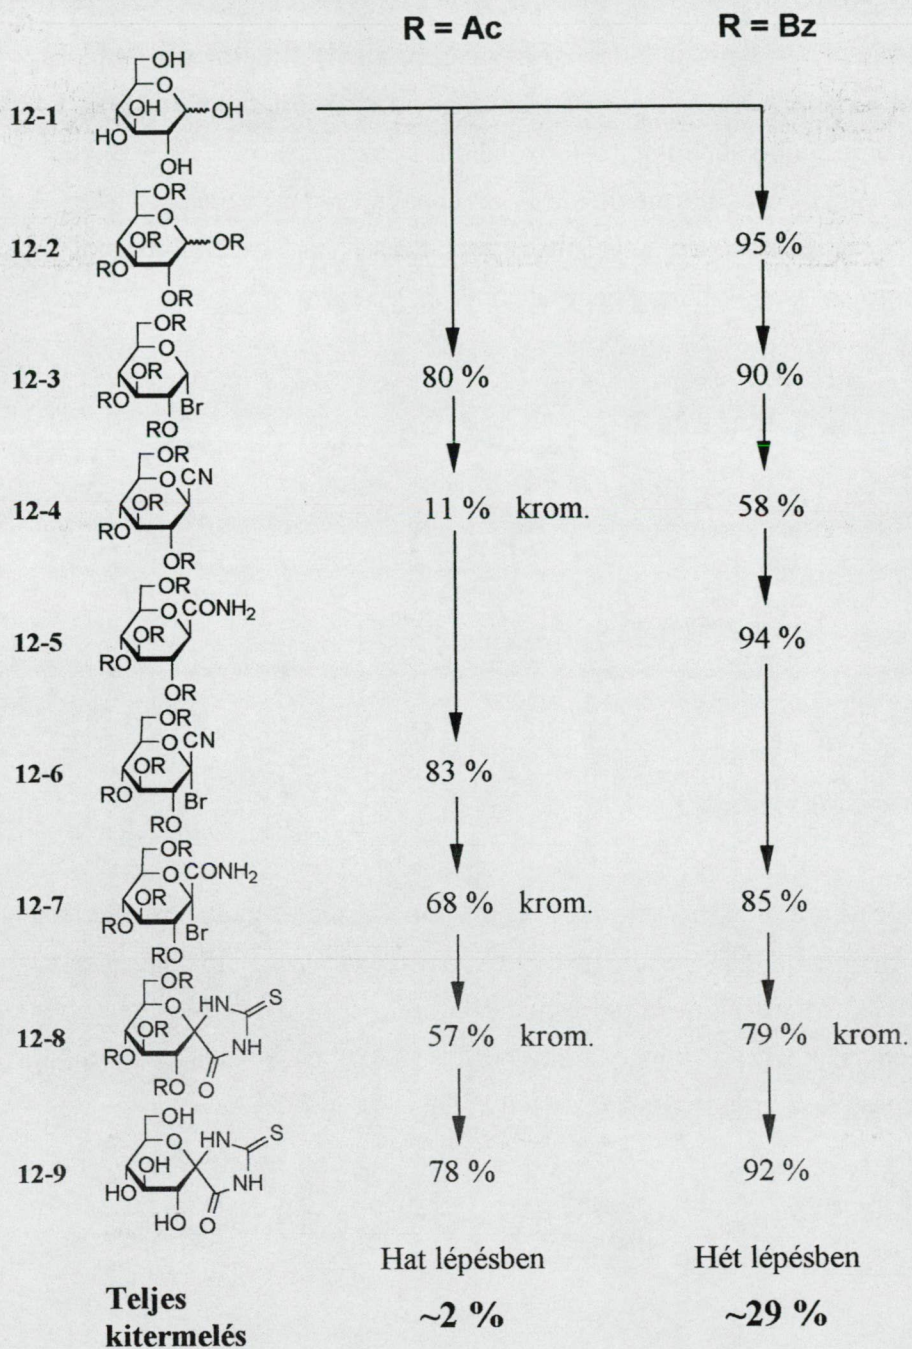 R = Ac R = Bz
OH
O
12-1 OH OH
HO
OH
OR
O
12-2 OR OR 95 %
RO
OR
OR
O
12-3 OR 80 % 90 %
RO Br
RO
OR
O CN
12-4 OR 11 % krom. 58 %
RO
OR
OR
O CONH₂
12-5 OR 94 %
RO
OR
OR
O CN
12-6 OR 83 %
RO Br
RO
OR
O CONH₂
12-7 OR 68 % krom. 85 %
RO Br
RO
OR
O HN S
12-8 OR NH 57 % krom. 79 % krom.
RO
RO O
OH
O HN S
12-9 OH NH 78 % 92 %
HO
HO O
Hat lépésben Hét lépésben
Teljes
kitermelés ~2 % ~29 %